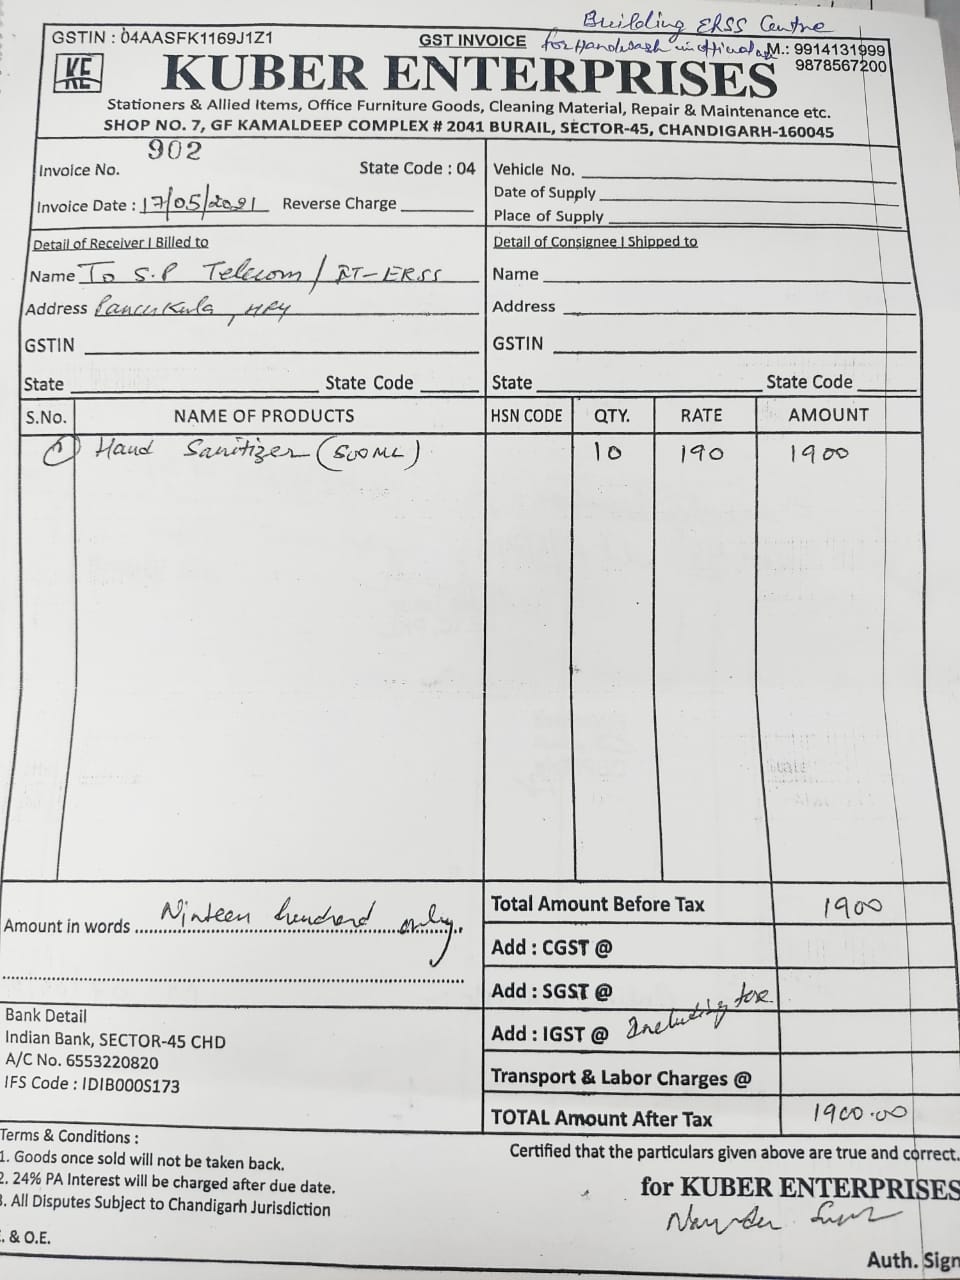 Building ERSS Centre
GSTIN : 04AASFK1169J1Z1
GST INVOICE
for Handwash in official
M.: 9914131999
9878567200
KE
KUBER ENTERPRISES
Stationers & Allied Items, Office Furniture Goods, Cleaning Material, Repair & Maintenance etc.
SHOP NO. 7, GF KAMALDEEP COMPLEX # 2041 BURAIL, SECTOR-45, CHANDIGARH-160045
Invoice No. 902 State Code : 04
Invoice Date : 17/05/2021 Reverse Charge
Vehicle No.
Date of Supply
Place of Supply
Detail of Receiver | Billed to
Name To S.P Telecom/ IT-ERSS
Address Pancukula, HRY
GSTIN
State State Code
Detail of Consignee | Shipped to
Name
Address
GSTIN
State State Code
S.No. NAME OF PRODUCTS HSN CODE QTY. RATE AMOUNT
1 Hand Sanitizer (500ML) 10 190 1900
Amount in words Ninteen hundred only
Bank Detail
Indian Bank, SECTOR-45 CHD
A/C No. 6553220820
IFS Code : IDIB000S173
Total Amount Before Tax 1900
Add : CGST @
Add : SGST @
Add : IGST @ Including tax
Transport & Labor Charges @
TOTAL Amount After Tax 1900.00
Terms & Conditions :
1. Goods once sold will not be taken back.
2. 24% PA Interest will be charged after due date.
3. All Disputes Subject to Chandigarh Jurisdiction
E. & O.E.
Certified that the particulars given above are true and correct.
for KUBER ENTERPRISES
Auth. Sign